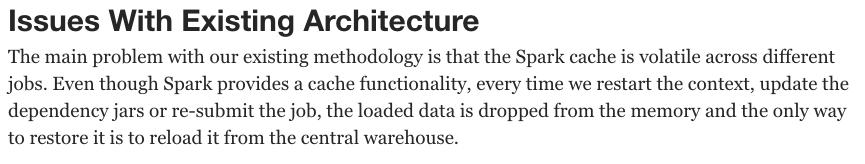 Issues With Existing Architecture
The main problem with our existing methodology is that the Spark cache is volatile across different
jobs. Even though Spark provides a cache functionality, every time we restart the context, update the
dependency jars or re-submit the job, the loaded data is dropped from the memory and the only way
to restore it is to reload it from the central warehouse.